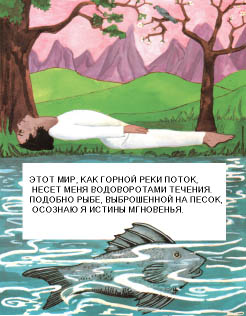 ЭТОТ МИР, КАК ГОРНОЙ РЕКИ ПОТОК,
НЕСЕТ МЕНЯ ВОДОВОРОТАМИ ТЕЧЕНИЯ.
ПОДОБНО РЫБЕ, ВЫБРОШЕННОЙ НА ПЕСОК,
ОСОЗНАЮ Я ИСТИНЫ МГНОВЕНЬЯ.